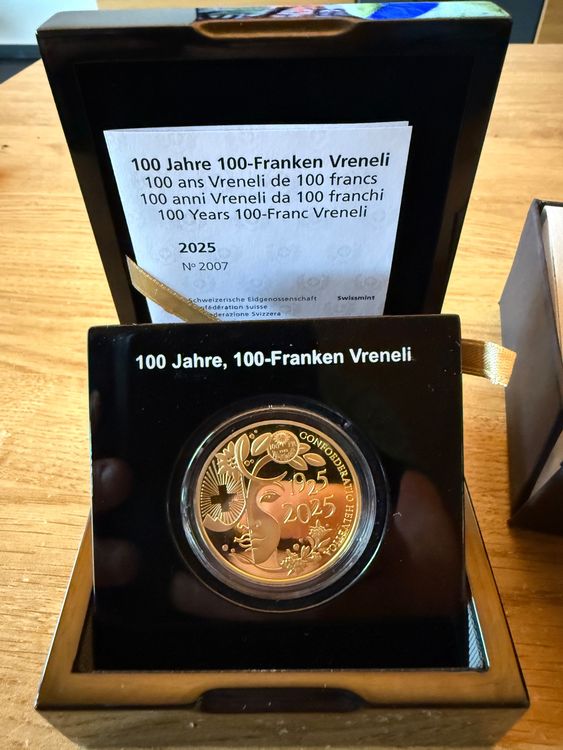 100 Jahre 100-Franken Vreneli
100 ans Vreneli de 100 francs
100 anni Vreneli da 100 franchi
100 Years 100-Franc Vreneli
2025
Nº 2007
Schweizerische Eidgenossenschaft Swissmint
Confédération suisse
Confederazione Svizzera
100 Jahre, 100-Franken Vreneli
CONFOEDERATIO HELVETICA
1925
2025